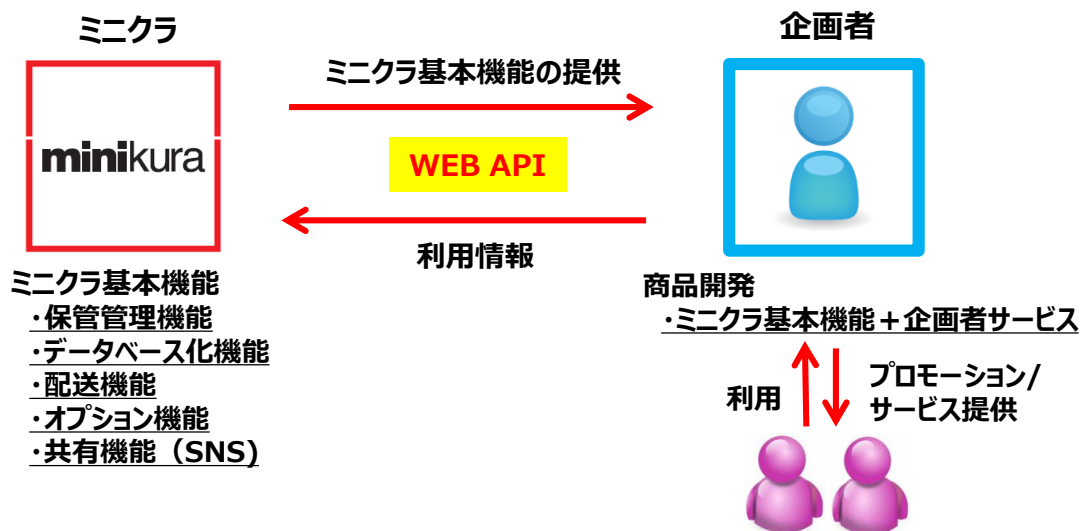 ミニクラ
minikura
ミニクラ基本機能
・保管管理機能
・データベース化機能
・配送機能
・オプション機能
・共有機能（SNS)
ミニクラ基本機能の提供
WEB API
利用情報
企画者
商品開発
・ミニクラ基本機能＋企画者サービス
利用
プロモーション/
サービス提供